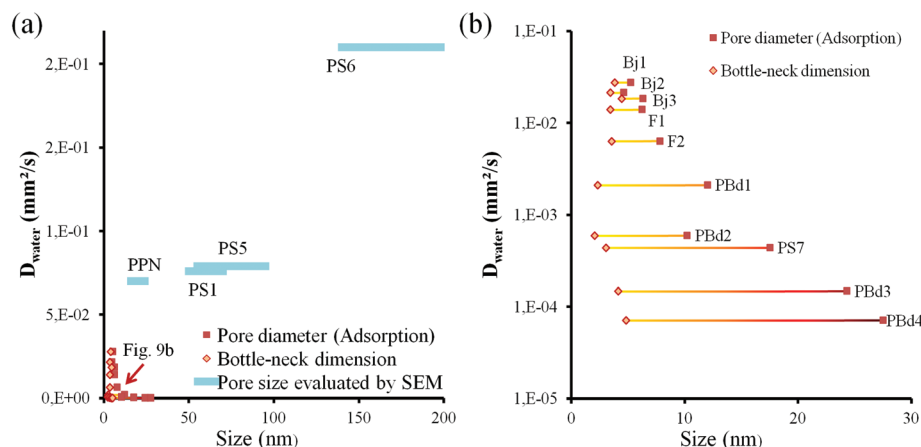 (a)
2,E-01
2,E-01
1,E-01
5,E-02
0,E+00
D_water (mm²/s)
PS6
PPN
PS5
PS1
Fig. 9b
Pore diameter (Adsorption)
Bottle-neck dimension
Pore size evaluated by SEM
0 50 100 150 200
Size (nm)
(b)
1,E-01
1,E-02
1,E-03
1,E-04
1,E-05
D_water (mm²/s)
Pore diameter (Adsorption)
Bottle-neck dimension
Bj1
Bj2
Bj3
F1
F2
PBd1
PBd2
PS7
PBd3
PBd4
0 10 20 30
Size (nm)